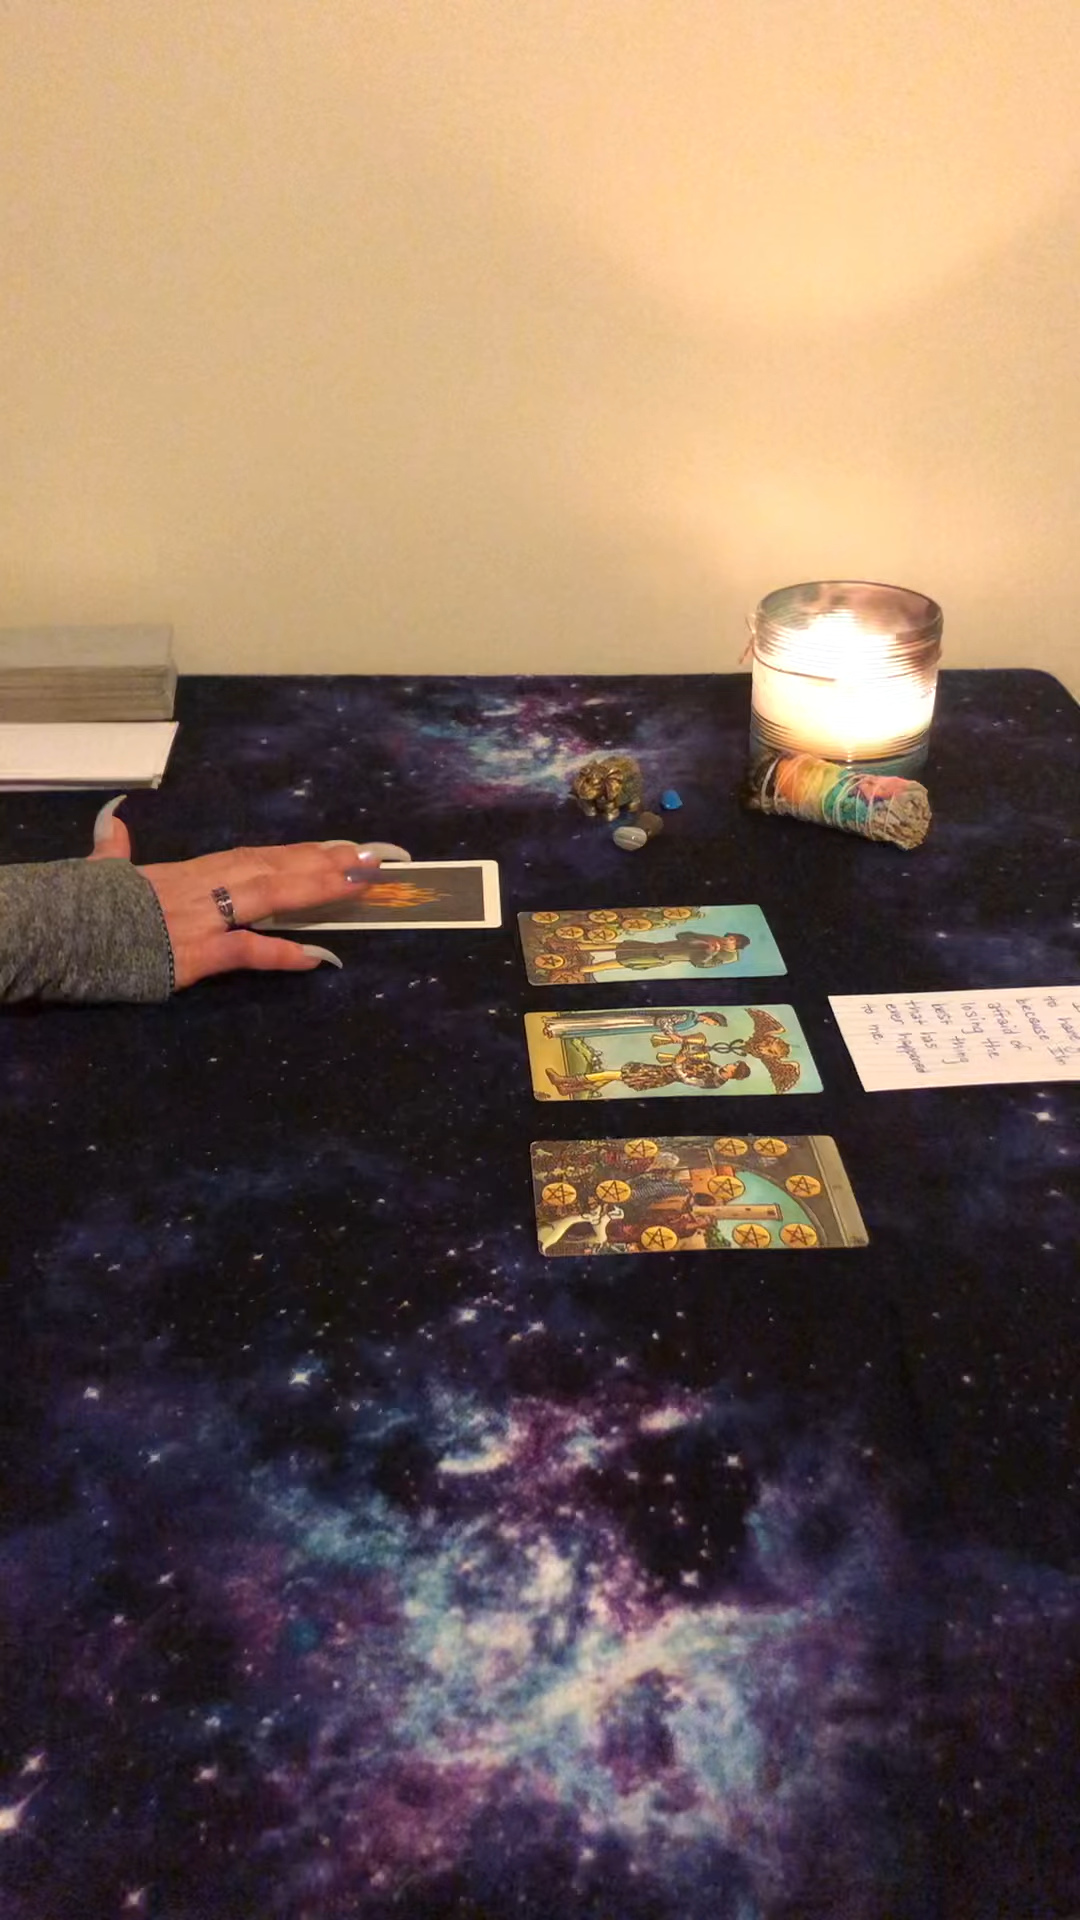 to have
because I'm
afraid of
losing the
best thing
that has
ever happened
to me.